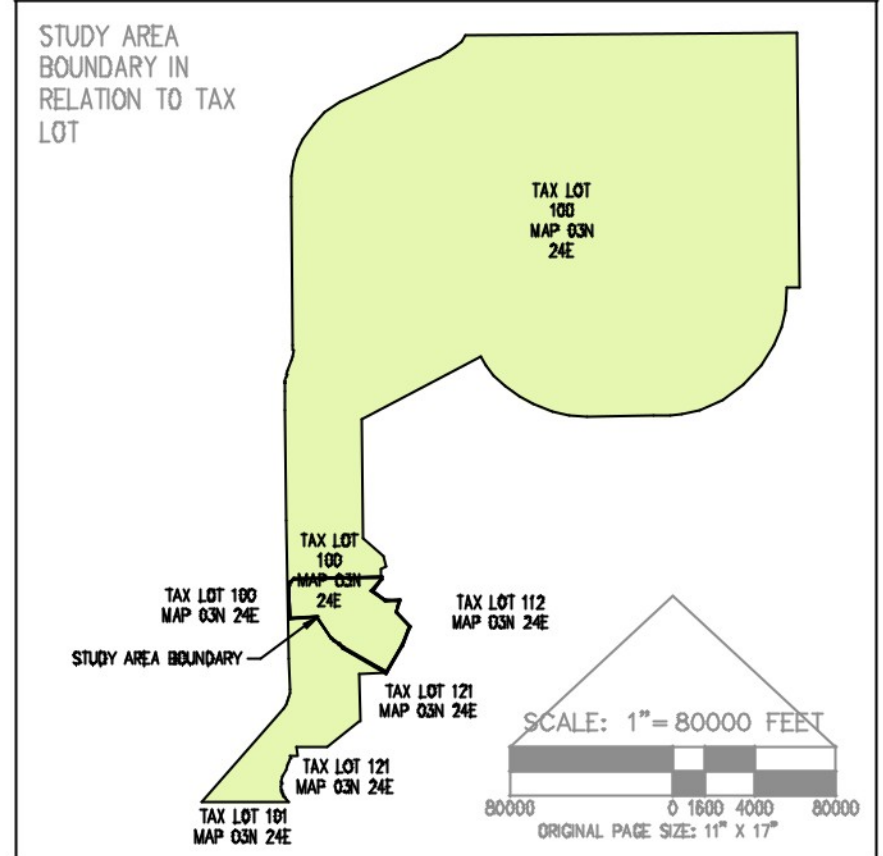 STUDY AREA
BOUNDARY IN
RELATION TO TAX
LOT
TAX LOT
100
MAP 03N
24E
TAX LOT
100
MAP 03N
24E
TAX LOT 100
MAP 03N 24E
TAX LOT 112
MAP 03N 24E
STUDY AREA BOUNDARY
TAX LOT 121
MAP 03N 24E
TAX LOT 121
MAP 03N 24E
TAX LOT 101
MAP 03N 24E
SCALE: 1"= 80000 FEET
80000 0 1600 4000 80000
ORIGINAL PAGE SIZE: 11" X 17"